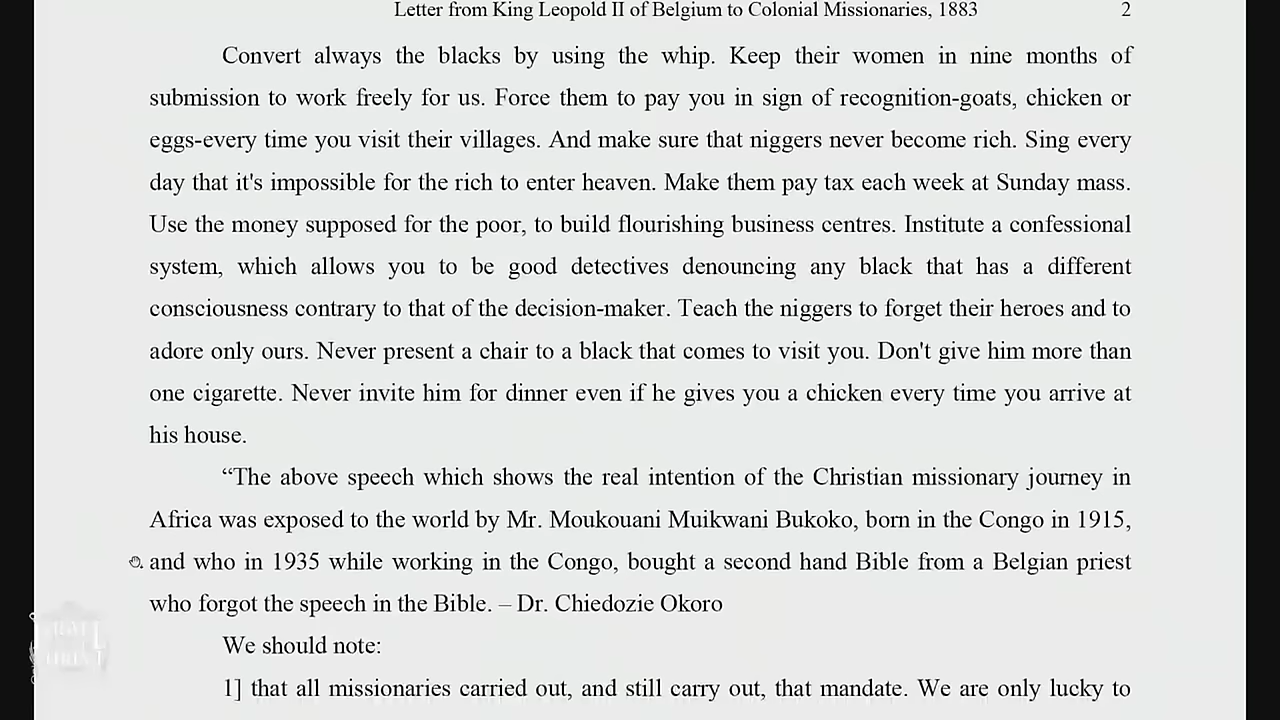 Letter from King Leopold II of Belgium to Colonial Missionaries, 1883 2
Convert always the blacks by using the whip. Keep their women in nine months of
submission to work freely for us. Force them to pay you in sign of recognition-goats, chicken or
eggs-every time you visit their villages. And make sure that niggers never become rich. Sing every
day that it's impossible for the rich to enter heaven. Make them pay tax each week at Sunday mass.
Use the money supposed for the poor, to build flourishing business centres. Institute a confessional
system, which allows you to be good detectives denouncing any black that has a different
consciousness contrary to that of the decision-maker. Teach the niggers to forget their heroes and to
adore only ours. Never present a chair to a black that comes to visit you. Don't give him more than
one cigarette. Never invite him for dinner even if he gives you a chicken every time you arrive at
his house.
“The above speech which shows the real intention of the Christian missionary journey in
Africa was exposed to the world by Mr. Moukouani Muikwani Bukoko, born in the Congo in 1915,
and who in 1935 while working in the Congo, bought a second hand Bible from a Belgian priest
who forgot the speech in the Bible. – Dr. Chiedozie Okoro
We should note:
1] that all missionaries carried out, and still carry out, that mandate. We are only lucky to